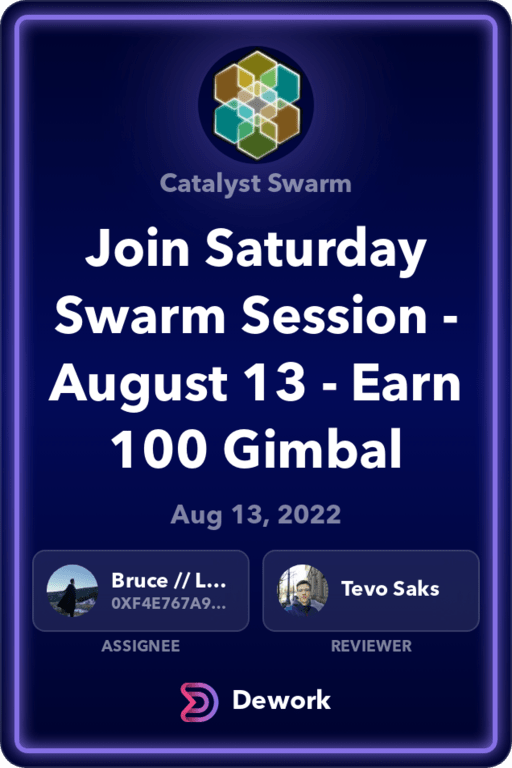 Catalyst Swarm
Join Saturday
Swarm Session -
August 13 - Earn
100 Gimbal
Aug 13, 2022
Bruce // L...
0XF4E767A9...
ASSIGNEE
Tevo Saks
REVIEWER
Dework